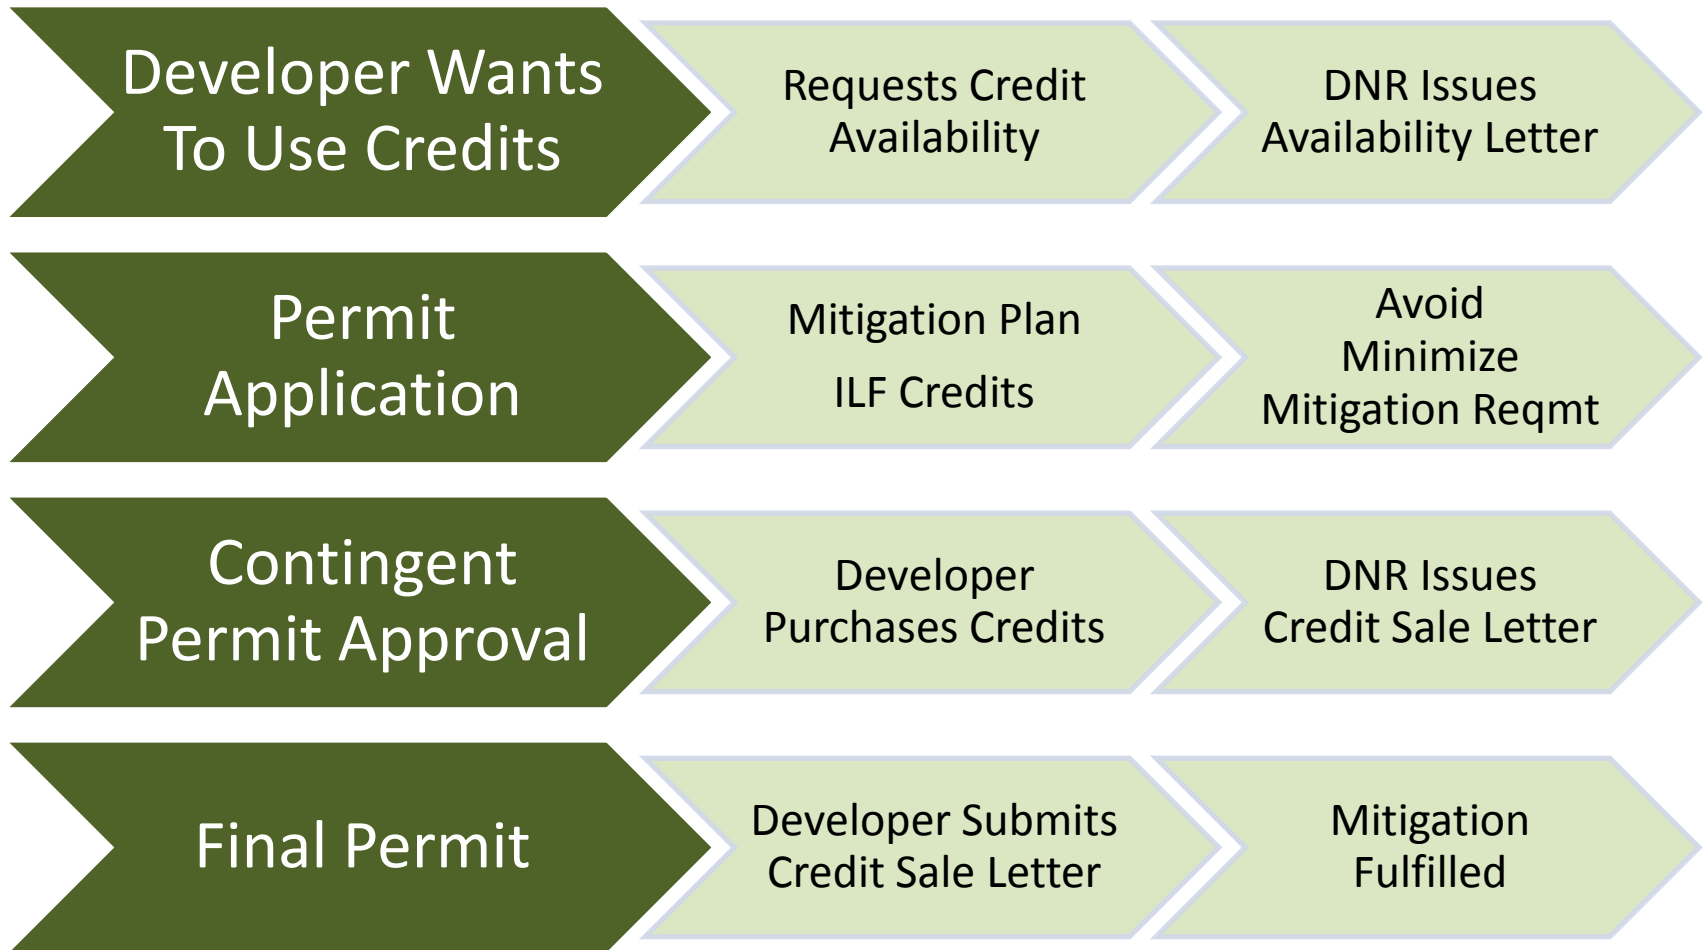 Developer Wants
To Use Credits
Requests Credit
Availability
DNR Issues
Availability Letter
Permit
Application
Mitigation Plan
ILF Credits
Avoid
Minimize
Mitigation Reqmt
Contingent
Permit Approval
Developer
Purchases Credits
DNR Issues
Credit Sale Letter
Final Permit
Developer Submits
Credit Sale Letter
Mitigation
Fulfilled